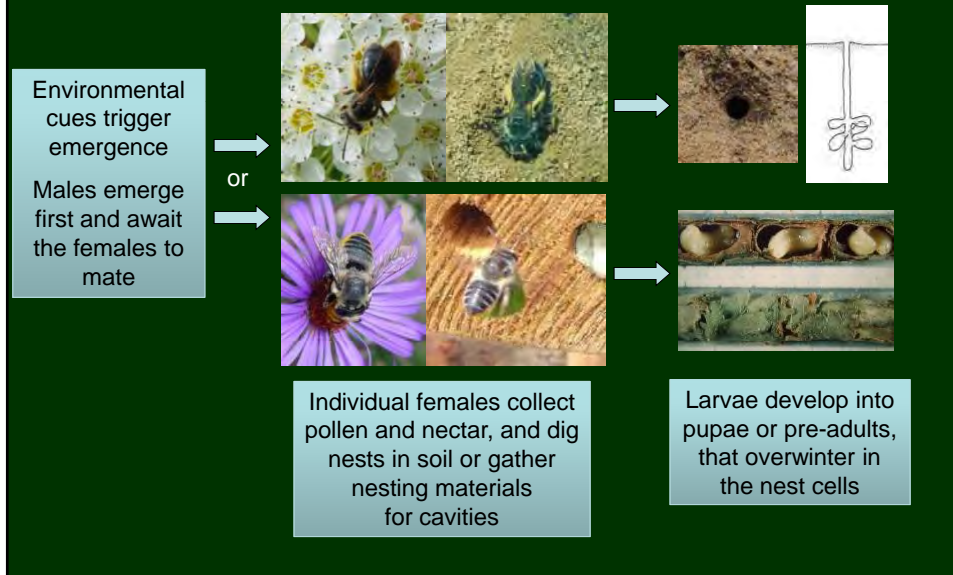 Environmental
cues trigger
emergence
Males emerge
first and await
the females to
mate
or
Individual females collect
pollen and nectar, and dig
nests in soil or gather
nesting materials
for cavities
Larvae develop into
pupae or pre-adults,
that overwinter in
the nest cells